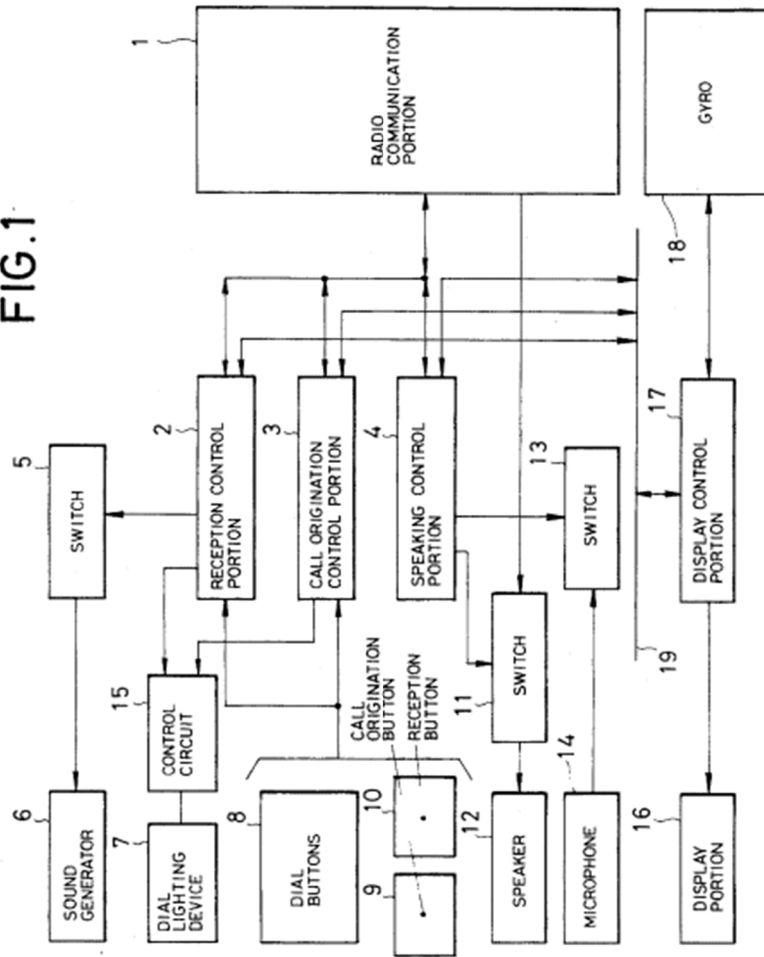 FIG.1
1
RADIO
COMMUNICATION
PORTION
18
GYRO
2
RECEPTION CONTROL
PORTION
3
CALL ORIGINATION
CONTROL PORTION
4
SPEAKING CONTROL
PORTION
17
DISPLAY CONTROL
PORTION
5
SWITCH
13
SWITCH
15
CONTROL
CIRCUIT
11
SWITCH
19
CALL
ORIGINATION
BUTTON
RECEPTION
BUTTON
6
SOUND
GENERATOR
7
DIAL
LIGHTING
DEVICE
8
DIAL
BUTTONS
9
10
12
SPEAKER
14
MICROPHONE
16
DISPLAY
PORTION